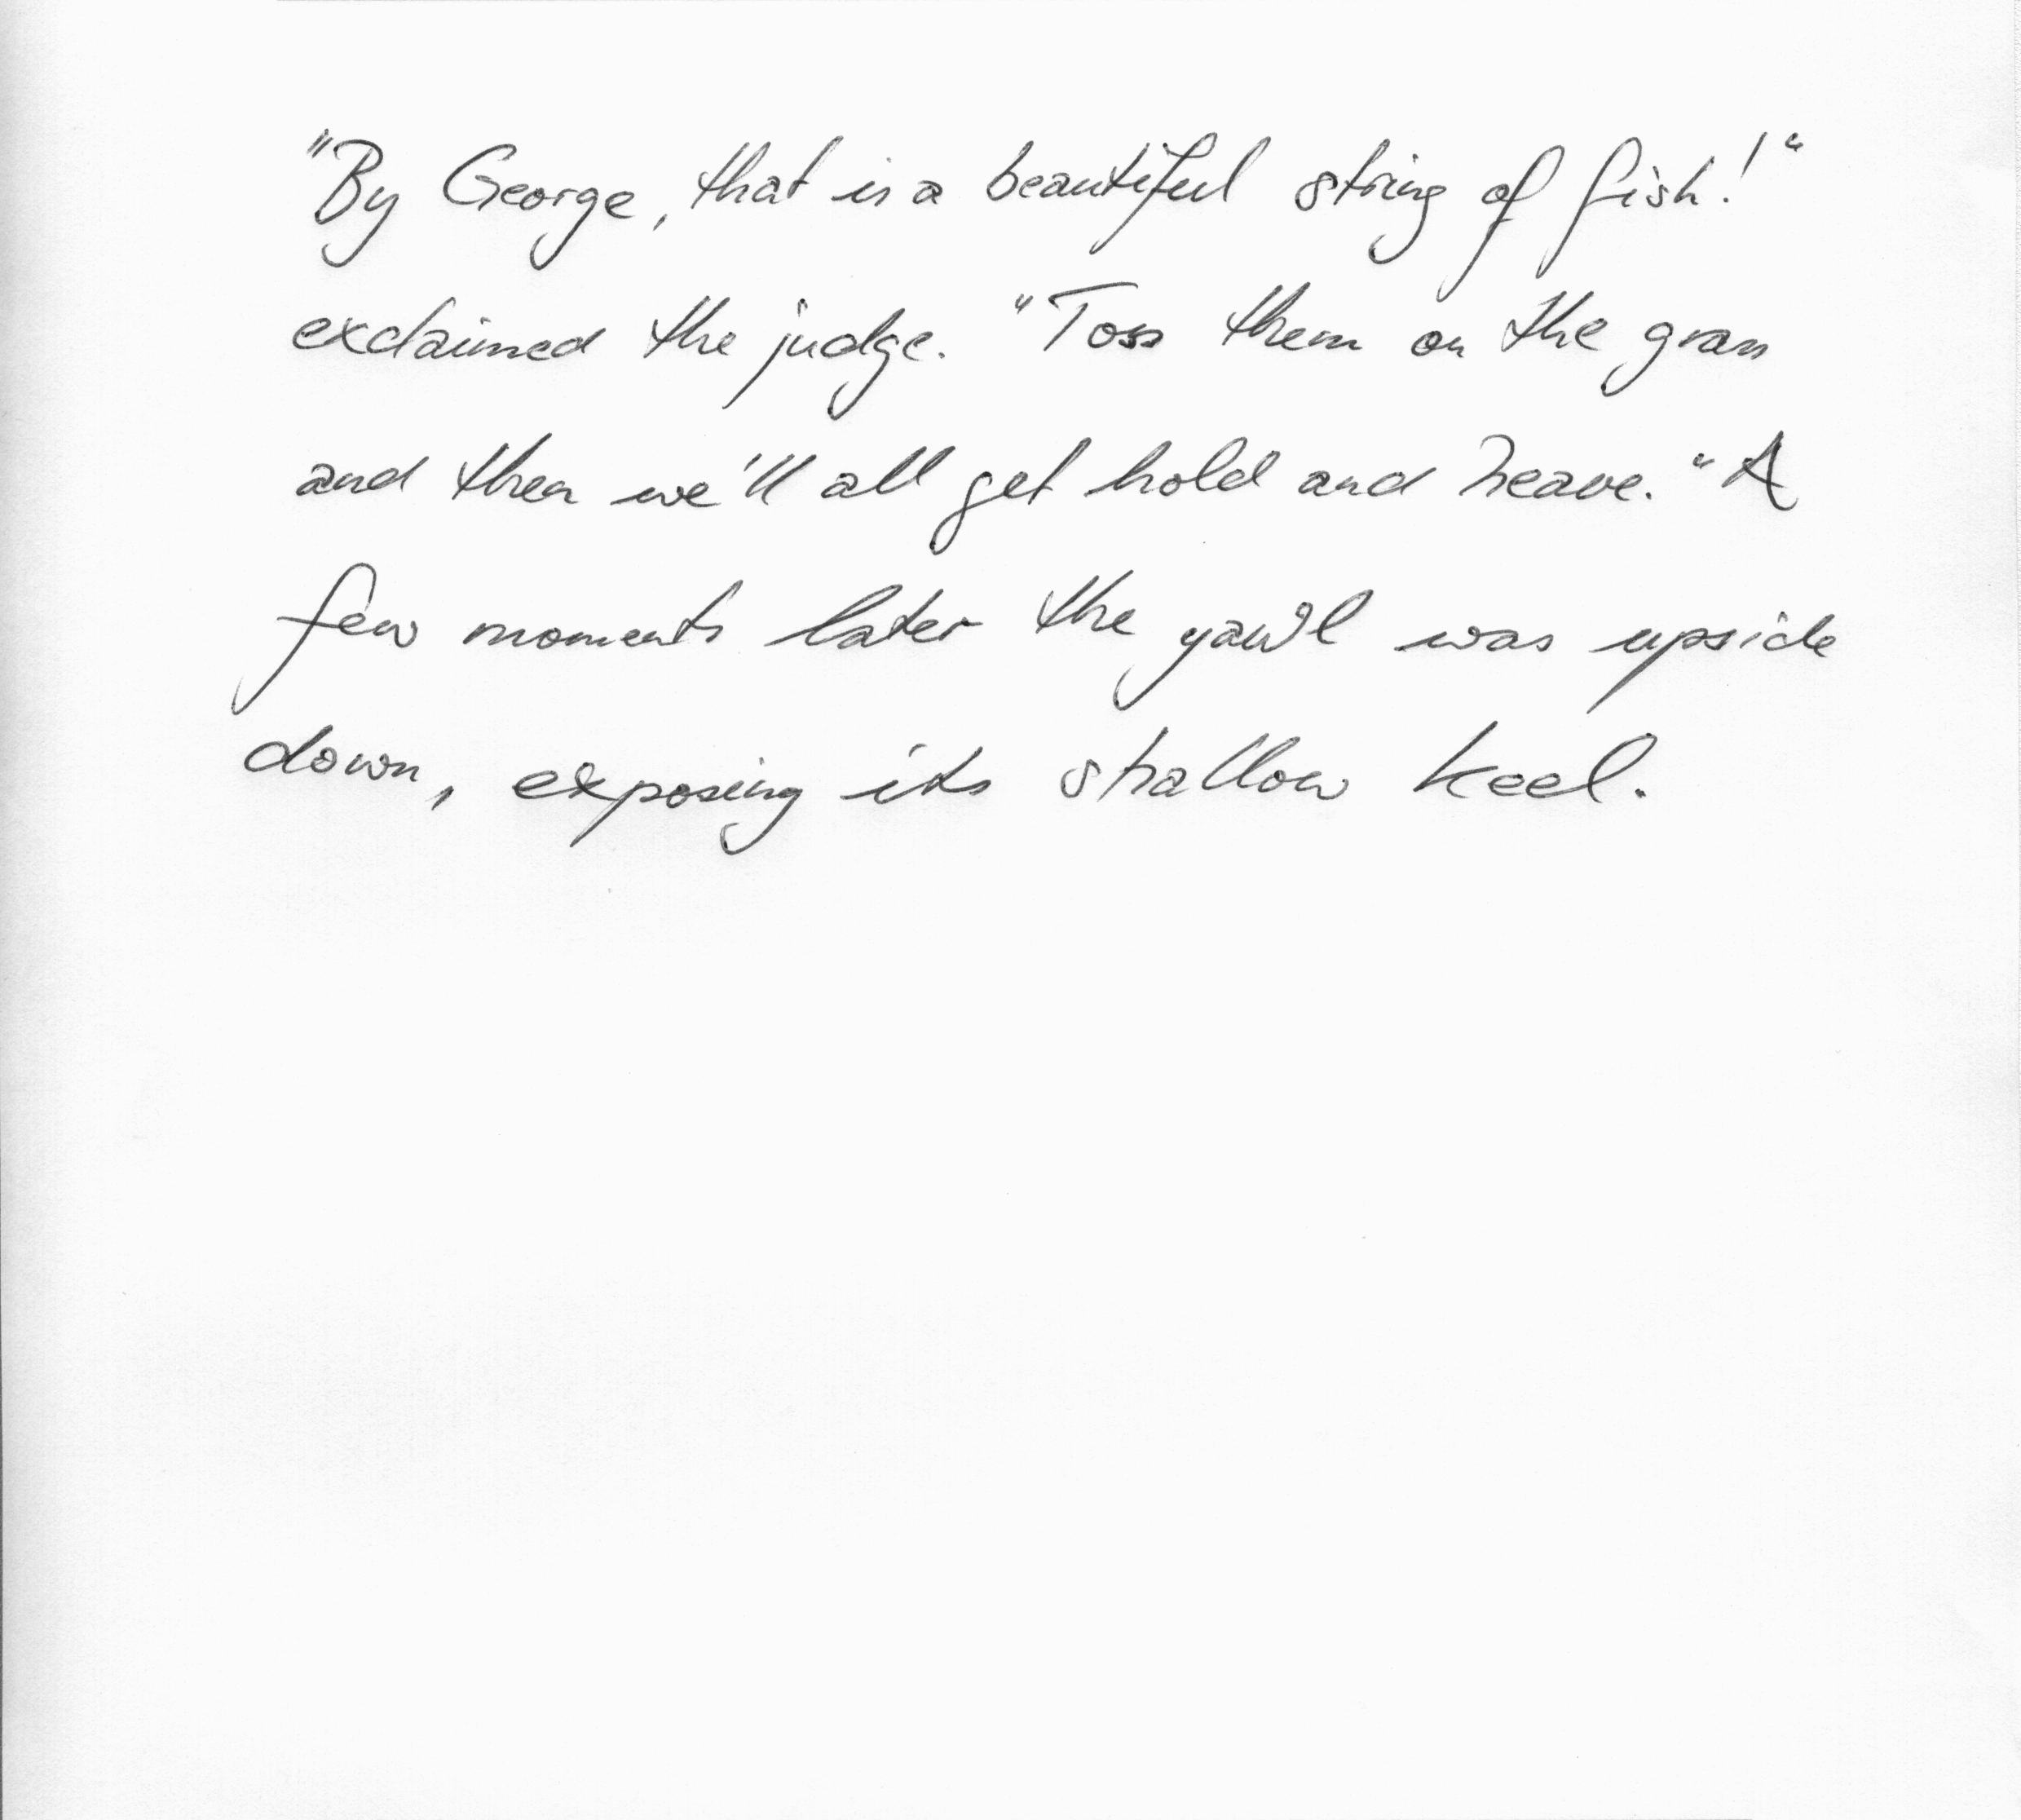 "By George, that is a beautiful string of fish!"
exclaimed the judge. "Toss them on the grass
and then we'll all get hold and heave." A
few moments later the yawl was upside
down, exposing its shallow keel.